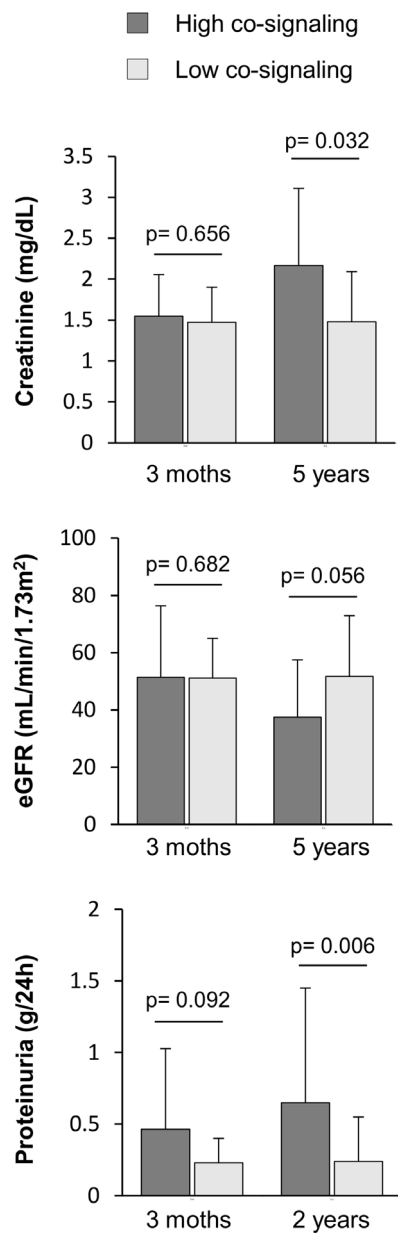 High co-signaling
Low co-signaling
Creatinine (mg/dL)
3.5
3
2.5
2
1.5
1
0.5
0
p= 0.656
p= 0.032
3 moths
5 years
eGFR (mL/min/1.73m²)
100
80
60
40
20
0
p= 0.682
p= 0.056
3 moths
5 years
Proteinuria (g/24h)
2
1.5
1
0.5
0
p= 0.092
p= 0.006
3 moths
2 years